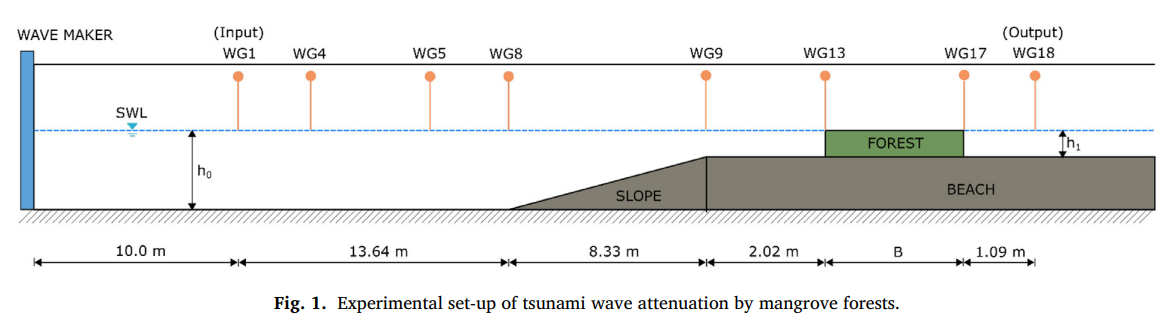 (Input) (Output)
WAVE MAKER WG1 WG4 WG5 WG8 WG9 WG13 WG17 WG18
SWL
FOREST h1
h0
SLOPE BEACH
10.0 m 13.64 m 8.33 m 2.02 m B 1.09 m
Fig. 1. Experimental set-up of tsunami wave attenuation by mangrove forests.